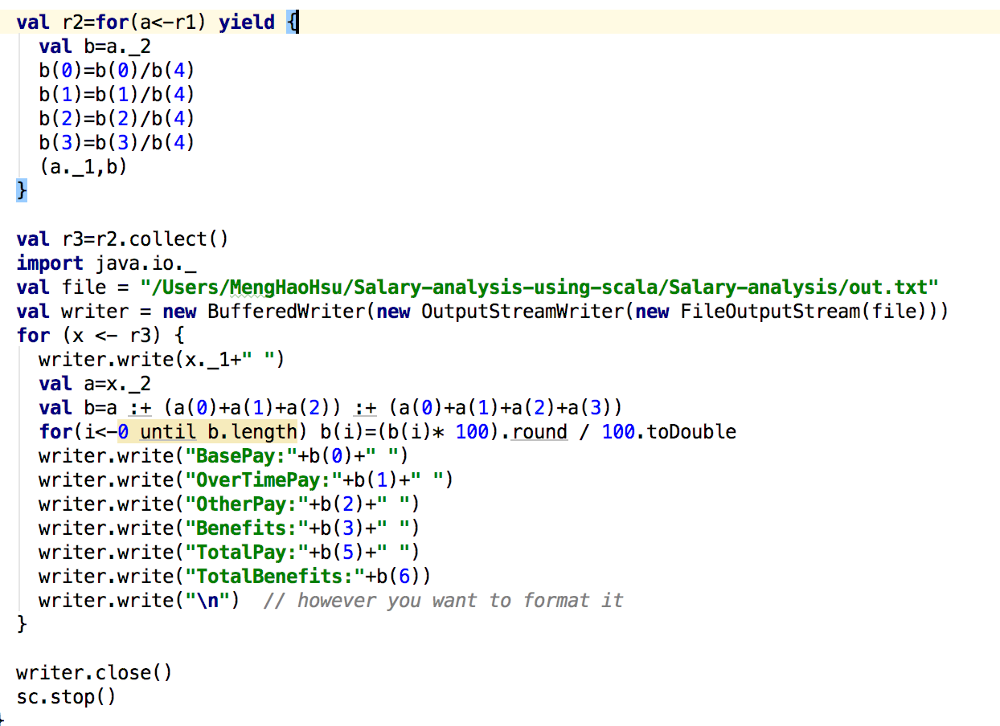 val r2=for(a<-r1) yield {
  val b=a._2
  b(0)=b(0)/b(4)
  b(1)=b(1)/b(4)
  b(2)=b(2)/b(4)
  b(3)=b(3)/b(4)
  (a._1,b)
}

val r3=r2.collect()
import java.io._
val file = "/Users/MengHaoHsu/Salary-analysis-using-scala/Salary-analysis/out.txt"
val writer = new BufferedWriter(new OutputStreamWriter(new FileOutputStream(file)))
for (x <- r3) {
  writer.write(x._1+" ")
  val a=x._2
  val b=a :+ (a(0)+a(1)+a(2)) :+ (a(0)+a(1)+a(2)+a(3))
  for(i<-0 until b.length) b(i)=(b(i)* 100).round / 100.toDouble
  writer.write("BasePay:"+b(0)+" ")
  writer.write("OverTimePay:"+b(1)+" ")
  writer.write("OtherPay:"+b(2)+" ")
  writer.write("Benefits:"+b(3)+" ")
  writer.write("TotalPay:"+b(5)+" ")
  writer.write("TotalBenefits:"+b(6))
  writer.write("\n")  // however you want to format it
}

writer.close()
sc.stop()
}